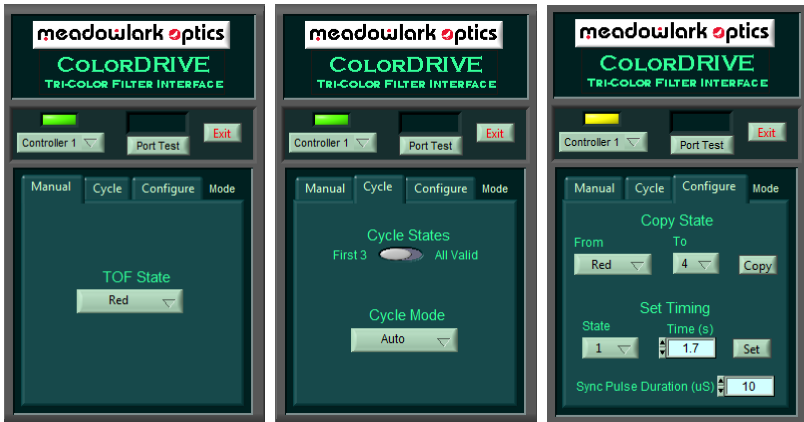 meadowlark optics
COLORDRIVE
TRI-COLOR FILTER INTERFACE
Controller 1
Port Test
Exit
Manual Cycle Configure Mode
TOF State
Red
meadowlark optics
COLORDRIVE
TRI-COLOR FILTER INTERFACE
Controller 1
Port Test
Exit
Manual Cycle Configure Mode
Cycle States
First 3 All Valid
Cycle Mode
Auto
meadowlark optics
COLORDRIVE
TRI-COLOR FILTER INTERFACE
Controller 1
Port Test
Exit
Manual Cycle Configure Mode
Copy State
From To
Red 4 Copy
Set Timing
State Time (s)
1 1.7 Set
Sync Pulse Duration (uS) 10